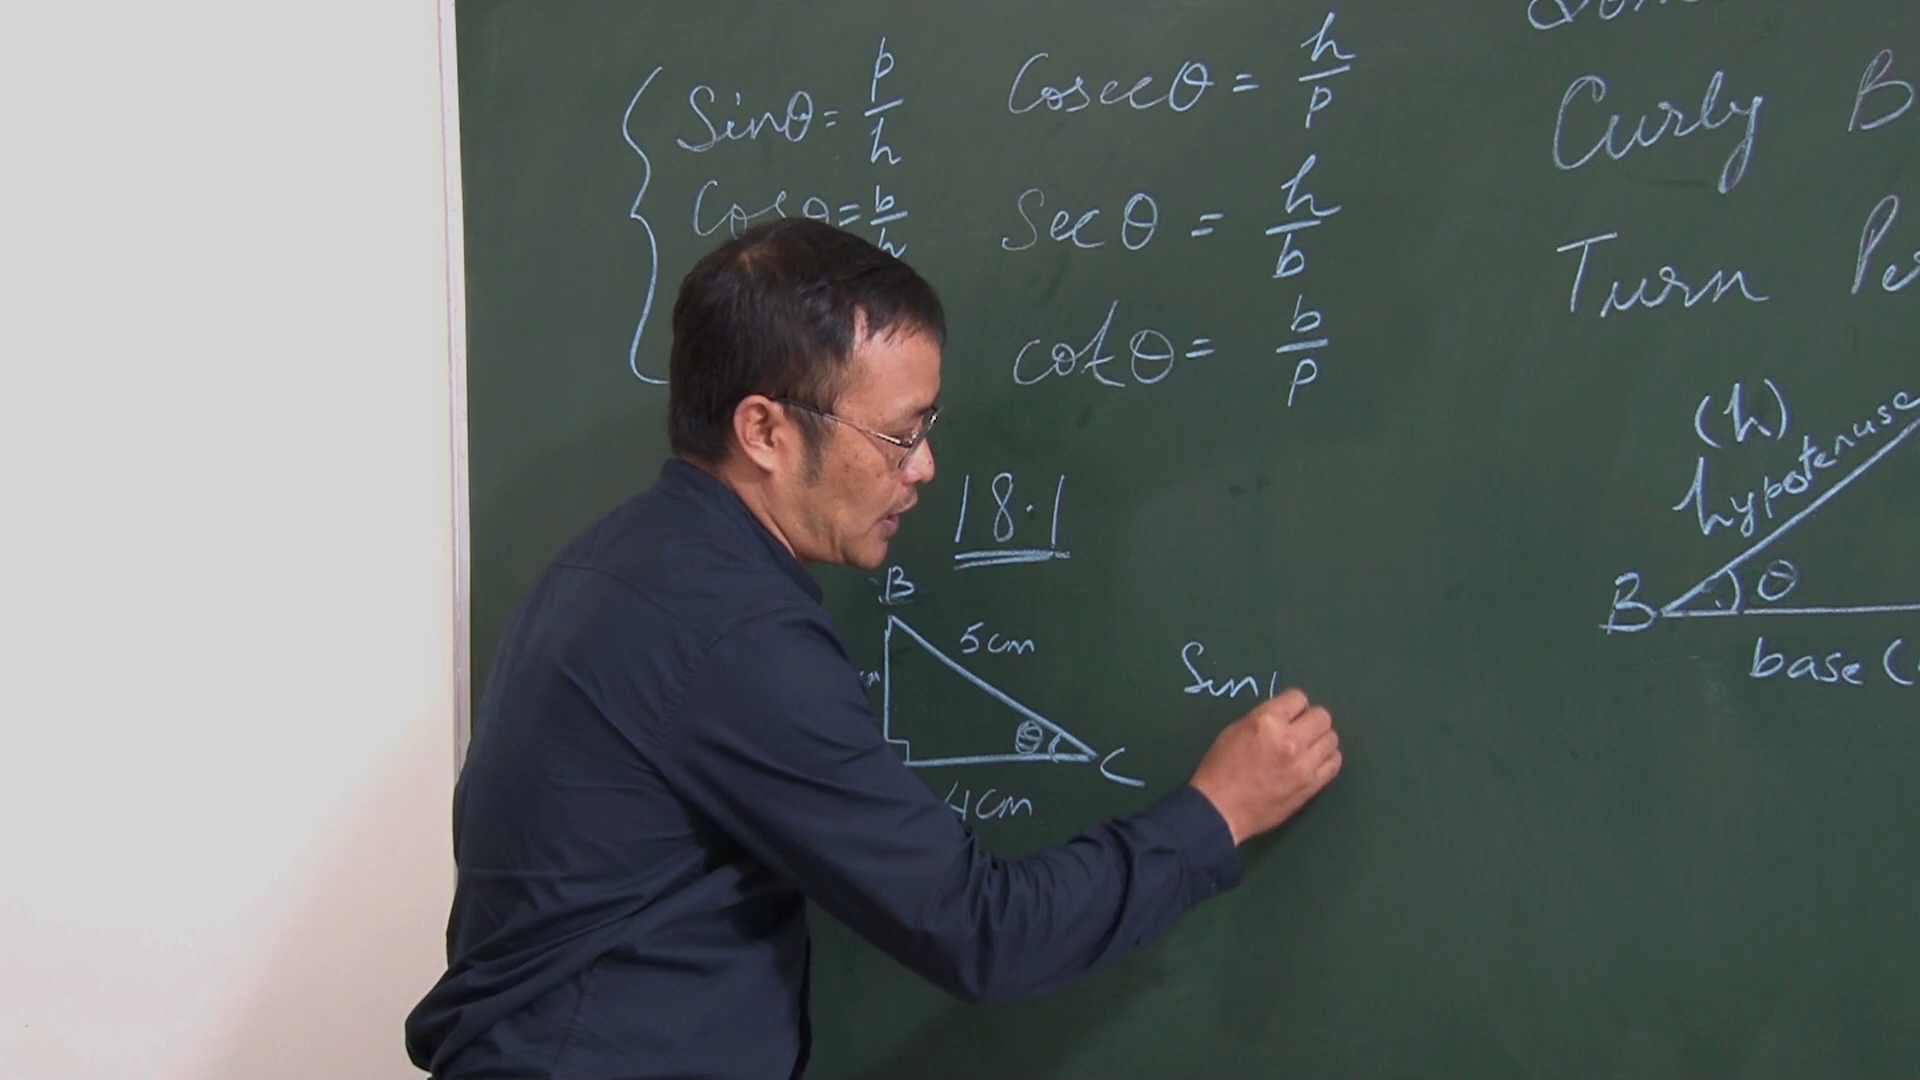 Sinθ = p/h
Cosecθ = h/p
Cosθ = b/h
Secθ = h/b
cotθ = b/p
Curly B
Turn Pe
(h)
hypotenuse
B θ
base (
18.1
B
5cm
θ
C
4cm
Sin